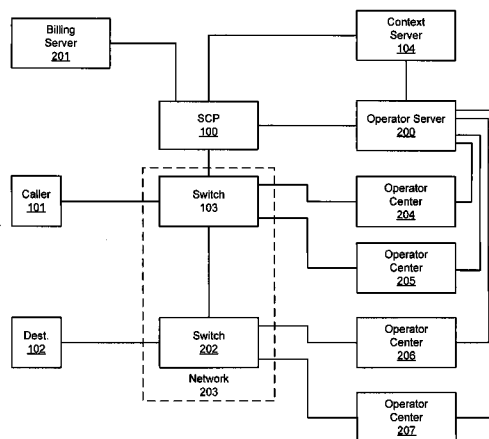 Billing
Server
201
Context
Server
104
SCP
100
Operator Server
200
Caller
101
Switch
103
Operator
Center
204
Operator
Center
205
Dest.
102
Switch
202
Operator
Center
206
Network
203
Operator
Center
207